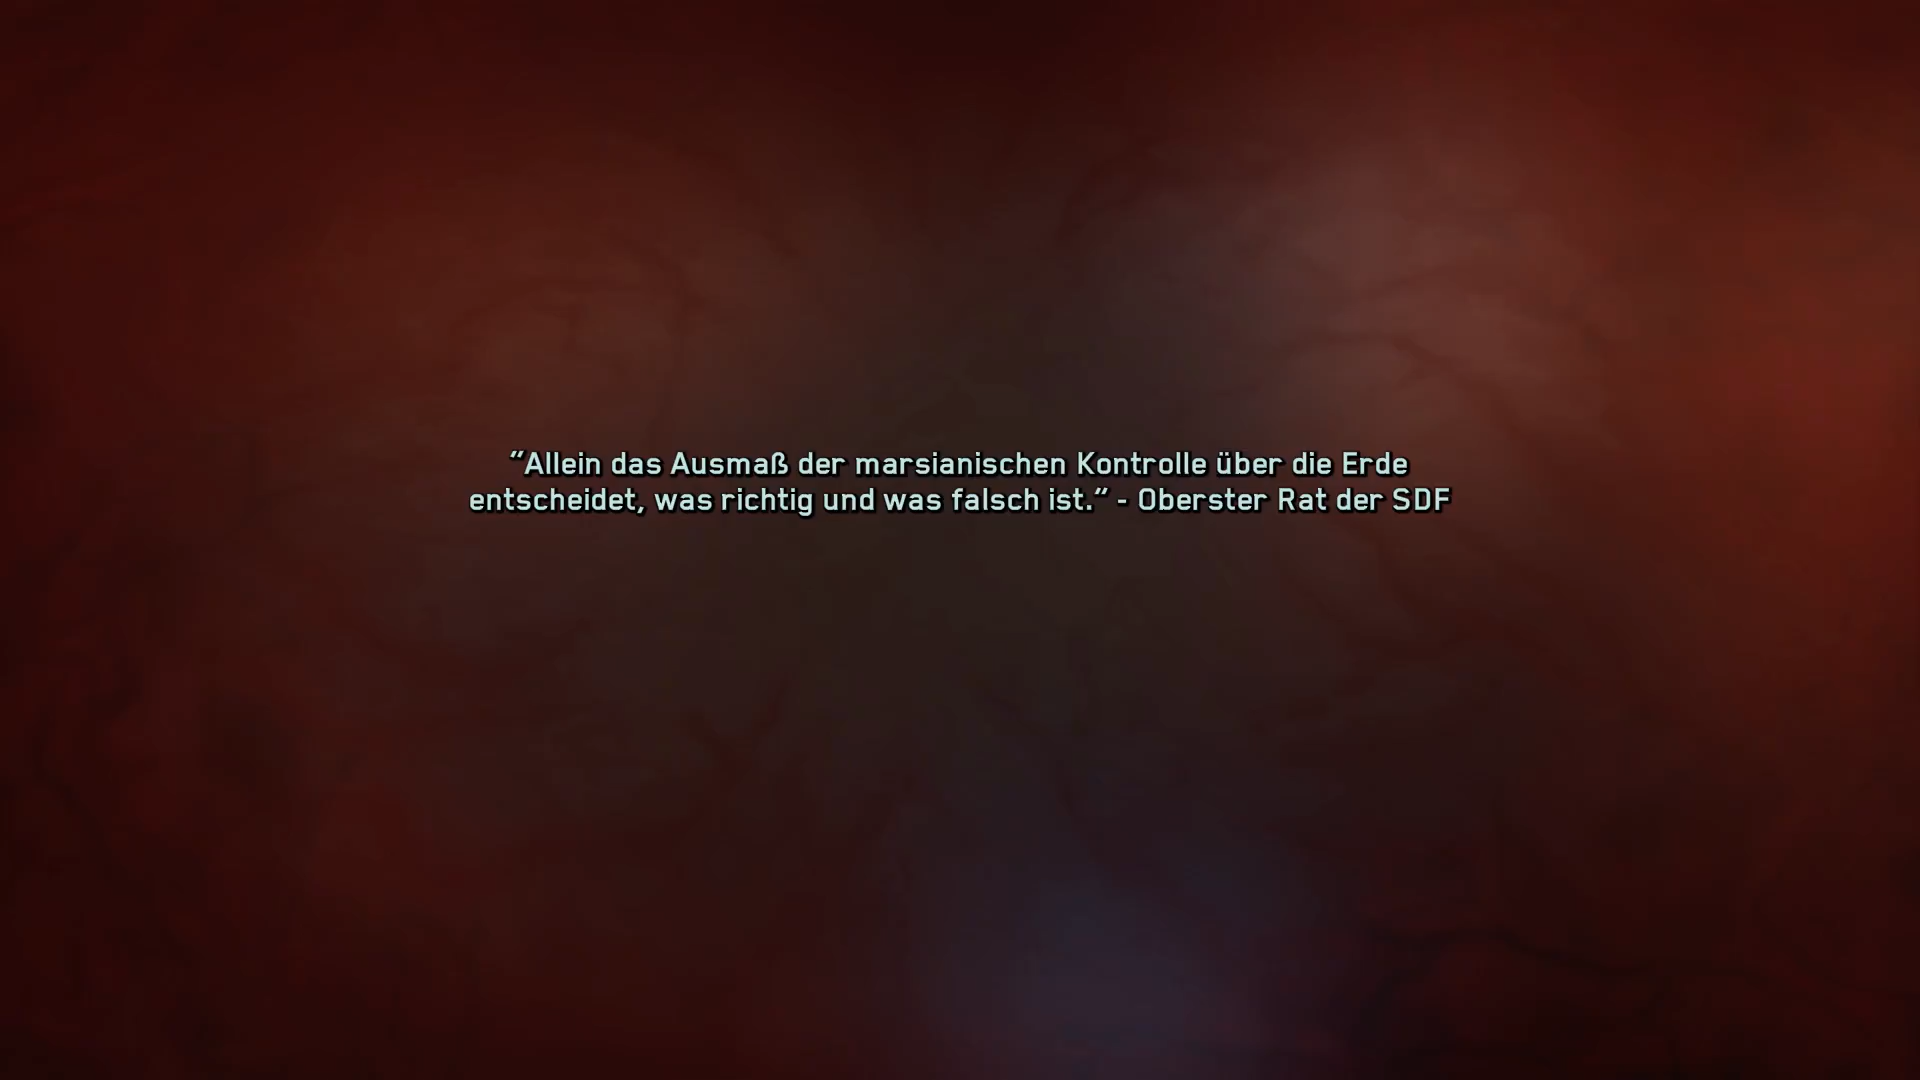 “Allein das Ausmaß der marsianischen Kontrolle über die Erde
entscheidet, was richtig und was falsch ist.“ - Oberster Rat der SDF